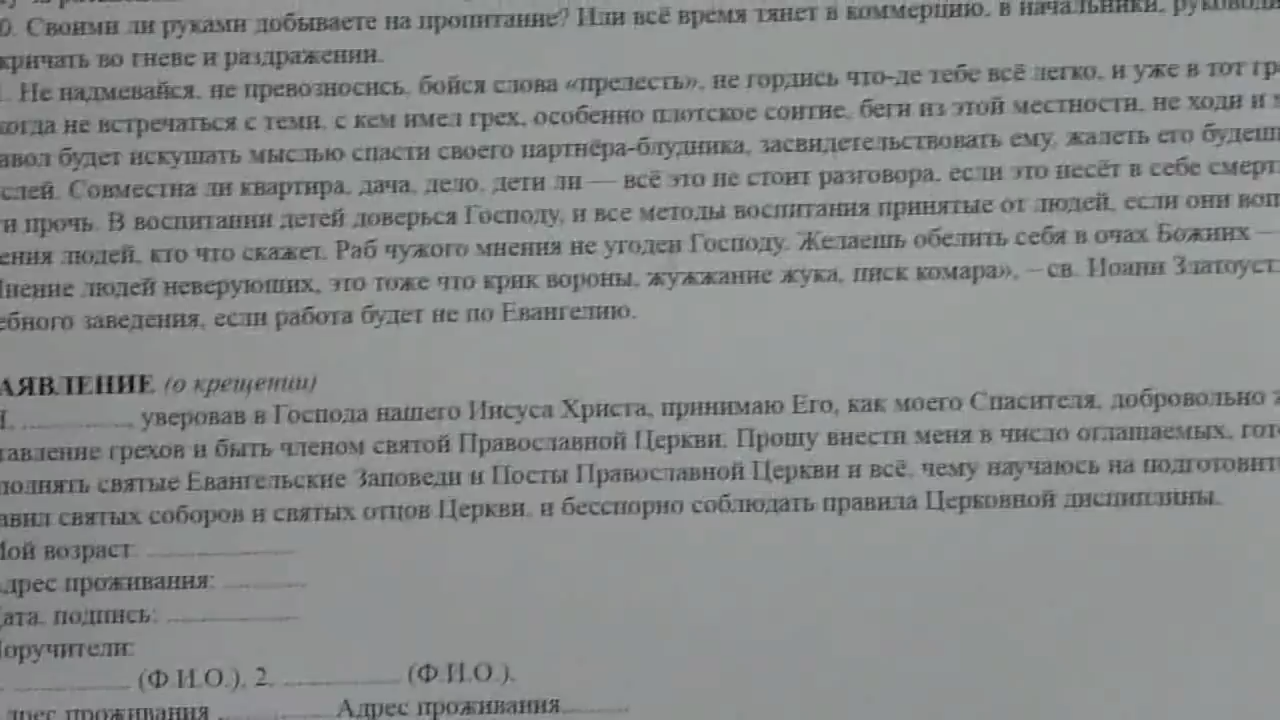 0. Своими ли руками добываете на пропитание? Или всё время тянет в коммерцию, в начальники,
кричать во гневе и раздражении.
Не надмевайся, не превозносись, бойся слова «прелесть», не гордись что-де тебе всё легко, и уже в тот
когда не встречаться с теми, с кем имел грех, особенно плотское соитие, беги из этой местности, не ходи и
авол будет искушать мыслью спасти своего партнёра-блудника, засвидетельствовать ему, жалеть его будеш
слей. Совместна ли квартира, дача, дело, дети ли — всё это не стоит разговора, если это несёт в себе смерт
ги прочь. В воспитании детей доверься Господу, и все методы воспитания принятые от людей, если они воп
ения людей, кто что скажет. Раб чужого мнения не угоден Господу. Желаешь обелить себя в очах Божиих —
Мнение людей неверующих, это тоже что крик вороны, жужжание жука, писк комара», – св. Иоанн Златоуст.
ебного заведения, если работа будет не по Евангелию.
АЯВЛЕНИЕ (о крещении)
Я, ............., уверовав в Господа нашего Иисуса Христа, принимаю Его, как моего Спасителя, добровольно
тавление грехов и быть членом святой Православной Церкви. Прошу внести меня в число оглашаемых, гот
полнять святые Евангельские Заповеди и Посты Православной Церкви и всё, чему научаюсь на подготовит
авил святых соборов и святых отцов Церкви, и бесспорно соблюдать правила Церковной дисциплины.
Мой возраст: ..................
Адрес проживания: ..........
Дата, подпись: ................
Поручители:
.............. (Ф.И.О.), 2. .............. (Ф.И.О.),
Адрес проживания .............. Адрес проживания........